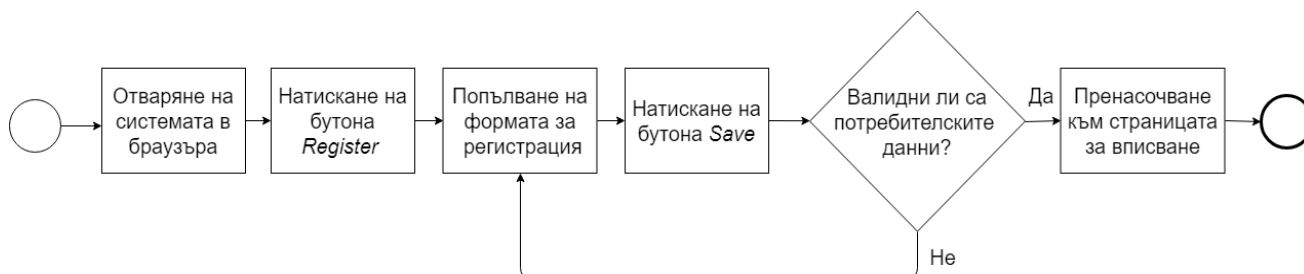 Отваряне на
системата в
браузъра
Натискане на
бутона
Register
Попълване на
формата за
регистрация
Натискане на
бутона Save
Валидни ли са
потребителските
данни?
Да
Пренасочване
към страницата
за вписване
Не